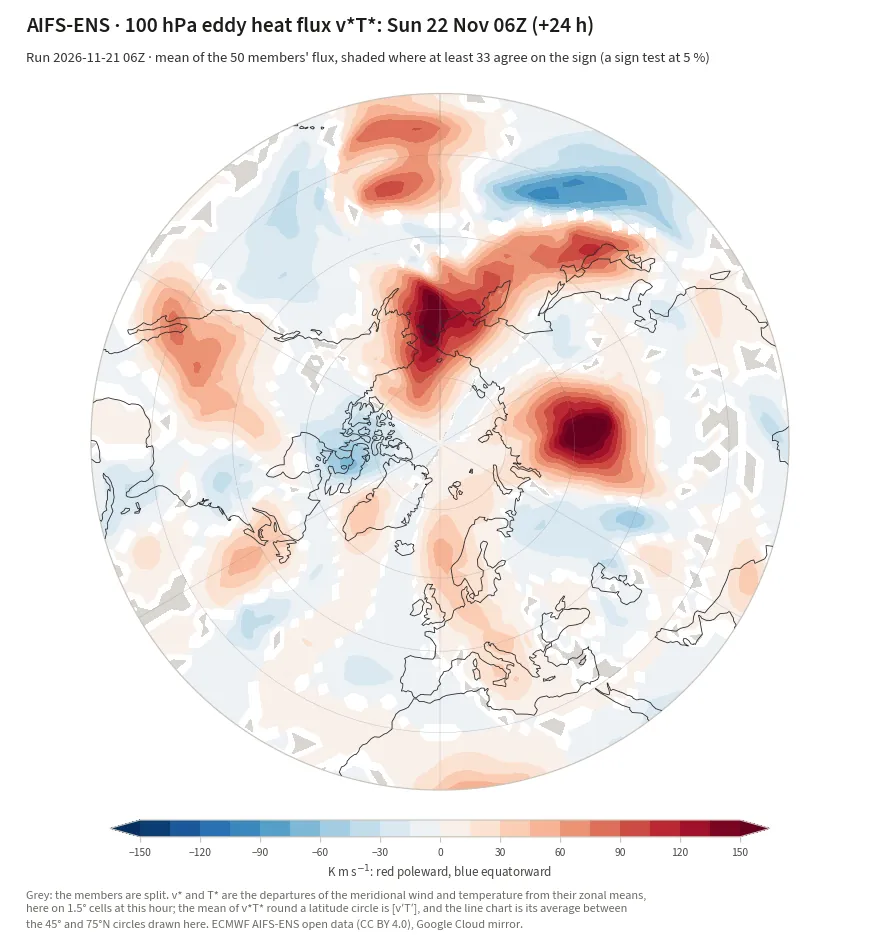 AIFS-ENS · 100 hPa eddy heat flux v*T*: Sun 22 Nov 06Z (+24 h)
Run 2026-11-21 06Z · mean of the 50 members' flux, shaded where at least 33 agree on the sign (a sign test at 5 %)
−150 −120 −90 −60 −30 0 30 60 90 120 150
K m s⁻¹: red poleward, blue equatorward
Grey: the members are split. v* and T* are the departures of the meridional wind and temperature from their zonal means,
here on 1.5° cells at this hour; the mean of v*T* round a latitude circle is [v′T′], and the line chart is its average between
the 45° and 75°N circles drawn here. ECMWF AIFS-ENS open data (CC BY 4.0), Google Cloud mirror.